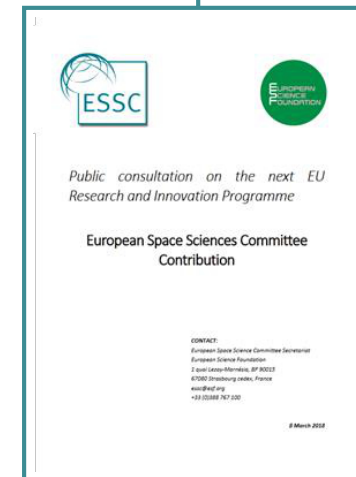 ESSC
EUROPEAN
SCIENCE
FOUNDATION
Public consultation on the next EU
Research and Innovation Programme
European Space Sciences Committee
Contribution
CONTACT:
European Space Science Committee Secretariat
European Science Foundation
1 quai Lezay-Marnésia, BP 90015
67080 Strasbourg cedex, France
essc@esf.org
+33 (0)388 767 100
8 March 2018